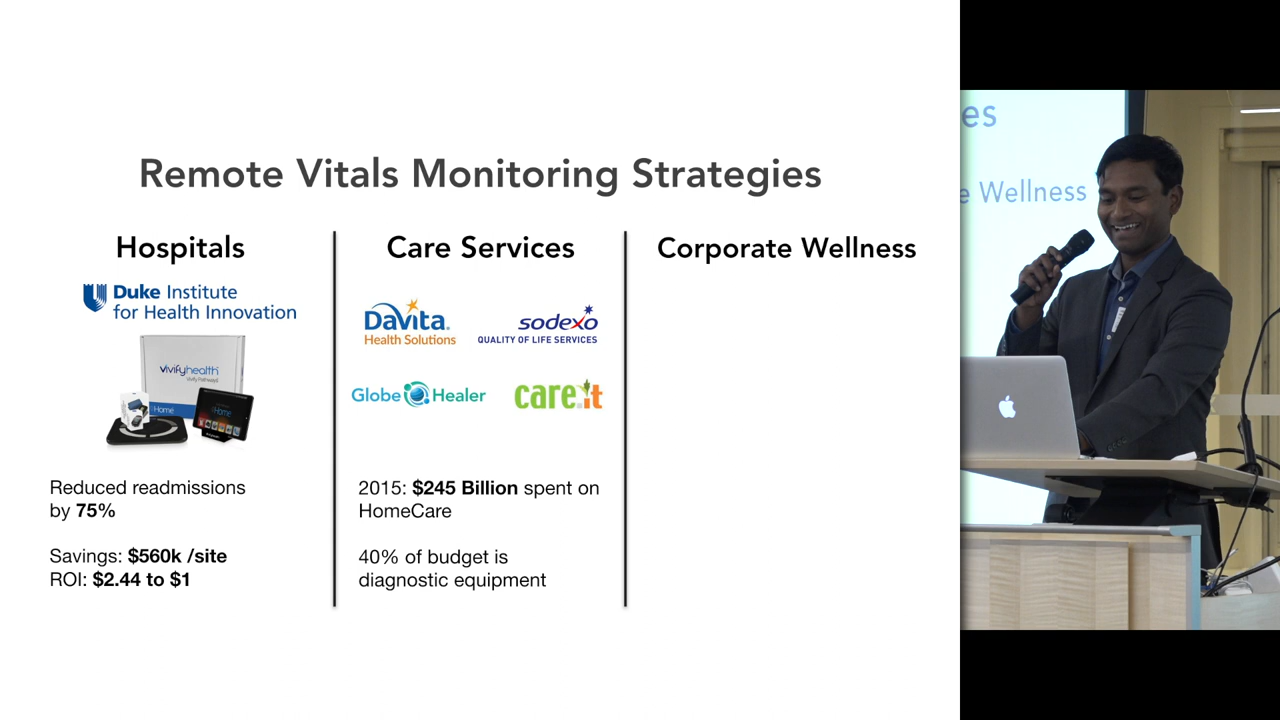 Remote Vitals Monitoring Strategies
Hospitals
Duke Institute
for Health Innovation
vivifyhealth
Vivify Pathways
+Home
Reduced readmissions
by 75%
Savings: $560k /site
ROI: $2.44 to $1
Care Services
DaVita.
Health Solutions
sodexo
QUALITY OF LIFE SERVICES
Globe Healer
care.it
2015: $245 Billion spent on
HomeCare
40% of budget is
diagnostic equipment
Corporate Wellness
es
e Wellness